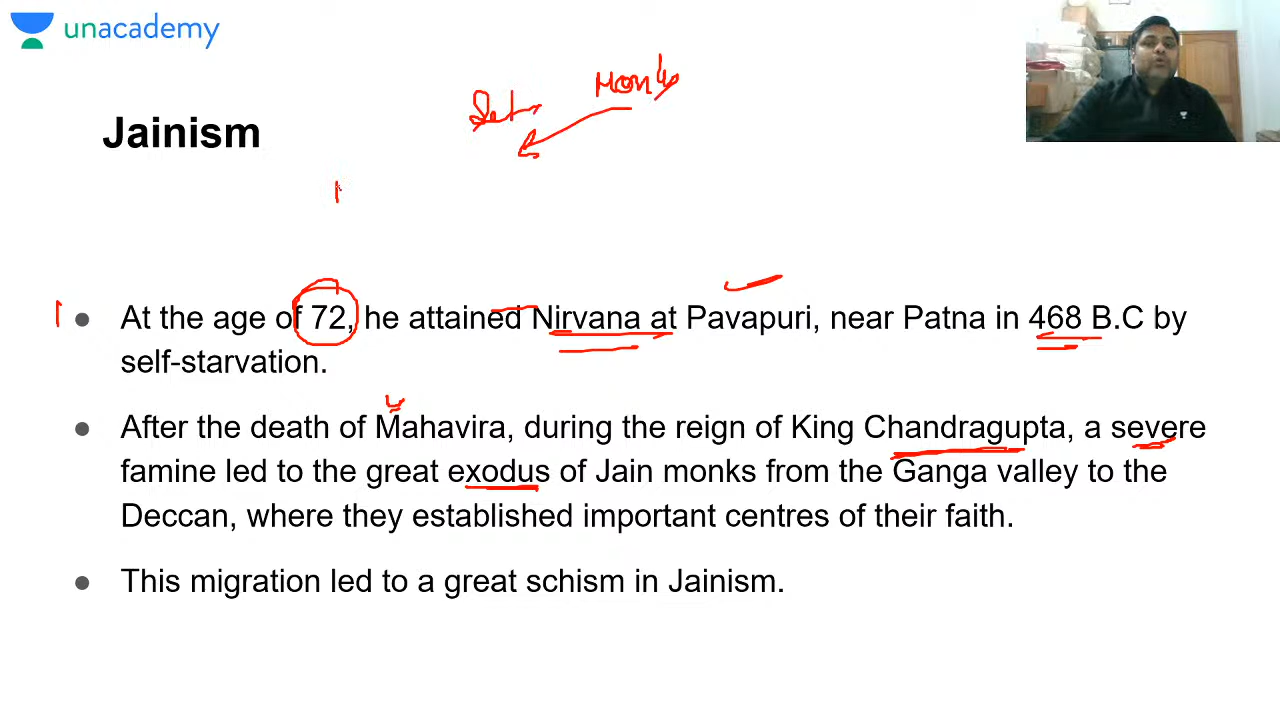 unacademy
Monks
Jainism
At the age of 72, he attained Nirvana at Pavapuri, near Patna in 468 B.C by
self-starvation.
After the death of Mahavira, during the reign of King Chandragupta, a severe
famine led to the great exodus of Jain monks from the Ganga valley to the
Deccan, where they established important centres of their faith.
This migration led to a great schism in Jainism.